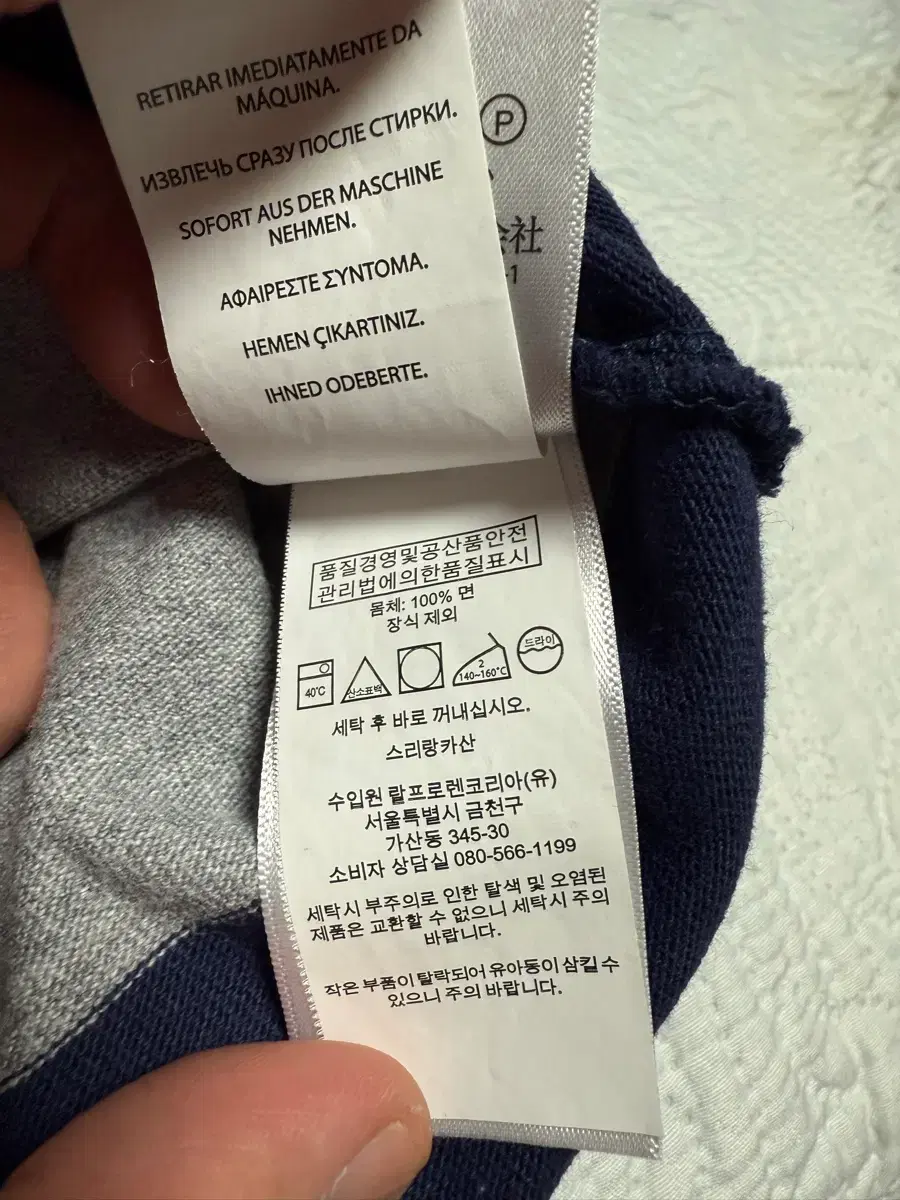 RETIRAR IMEDIATAMENTE DA
MÁQUINA.
ИЗВЛЕЧЬ СРАЗУ ПОСЛЕ СТИРКИ.
SOFORT AUS DER MASCHINE
NEHMEN.
ΑΦΑΙΡΕΣΤΕ ΣΥΝΤΟΜΑ.
HEMEN ÇIKARTINIZ.
IHNED ODEBERTE.
P
会社
-1
품질경영및공산품안전
관리법에의한품질표시
몸체: 100% 면
장식 제외
40℃ 산소표백 2 140~160℃ 드라이
세탁 후 바로 꺼내십시오.
스리랑카산
수입원 랄프로렌코리아(유)
서울특별시 금천구
가산동 345-30
소비자 상담실 080-566-1199
세탁시 부주의로 인한 탈색 및 오염된
제품은 교환할 수 없으니 세탁시 주의
바랍니다.
작은 부품이 탈락되어 유아동이 삼킬 수
있으니 주의 바랍니다.